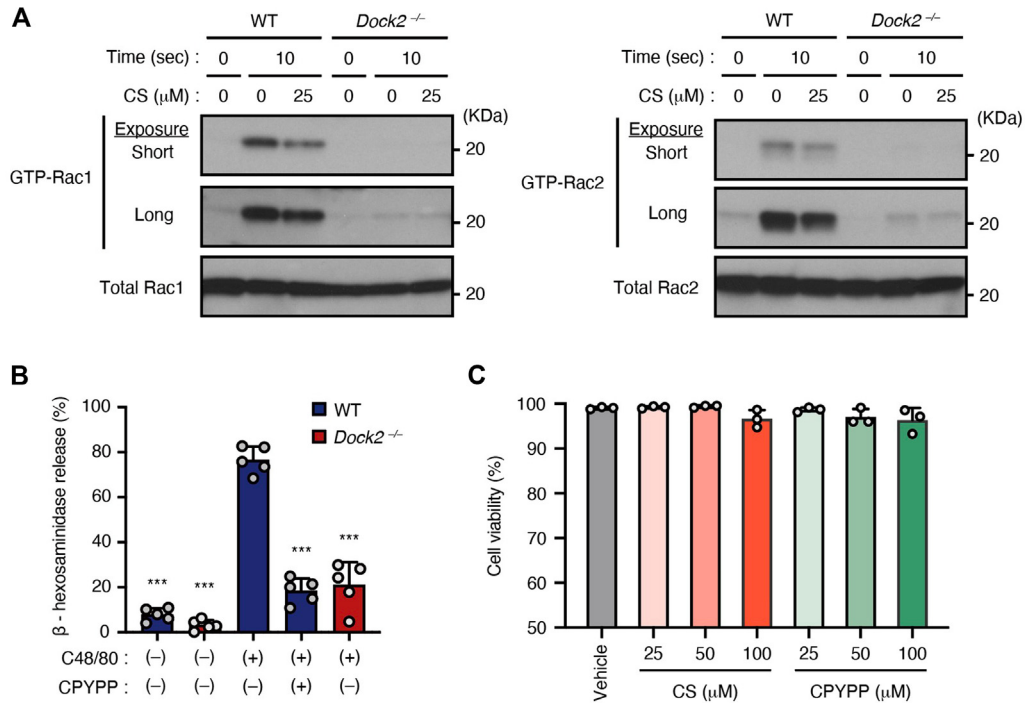 A
WT Dock2 –/–
Time (sec) : 0 10 0 10
CS (μM) : 0 0 25 0 0 25
(KDa)
GTP-Rac1
Exposure
Short
20
Long
20
Total Rac1
20
WT Dock2 –/–
Time (sec) : 0 10 0 10
CS (μM) : 0 0 25 0 0 25
(KDa)
GTP-Rac2
Exposure
Short
20
Long
20
Total Rac2
20
B
β - hexosaminidase release (%)
100
80
60
40
20
0
WT
Dock2 –/–
*** *** *** ***
C48/80 : (–) (–) (+) (+) (+)
CPYPP : (–) (–) (–) (+) (–)
C
Cell viability (%)
100
90
80
70
60
50
Vehicle 25 50 100 25 50 100
CS (μM) CPYPP (μM)